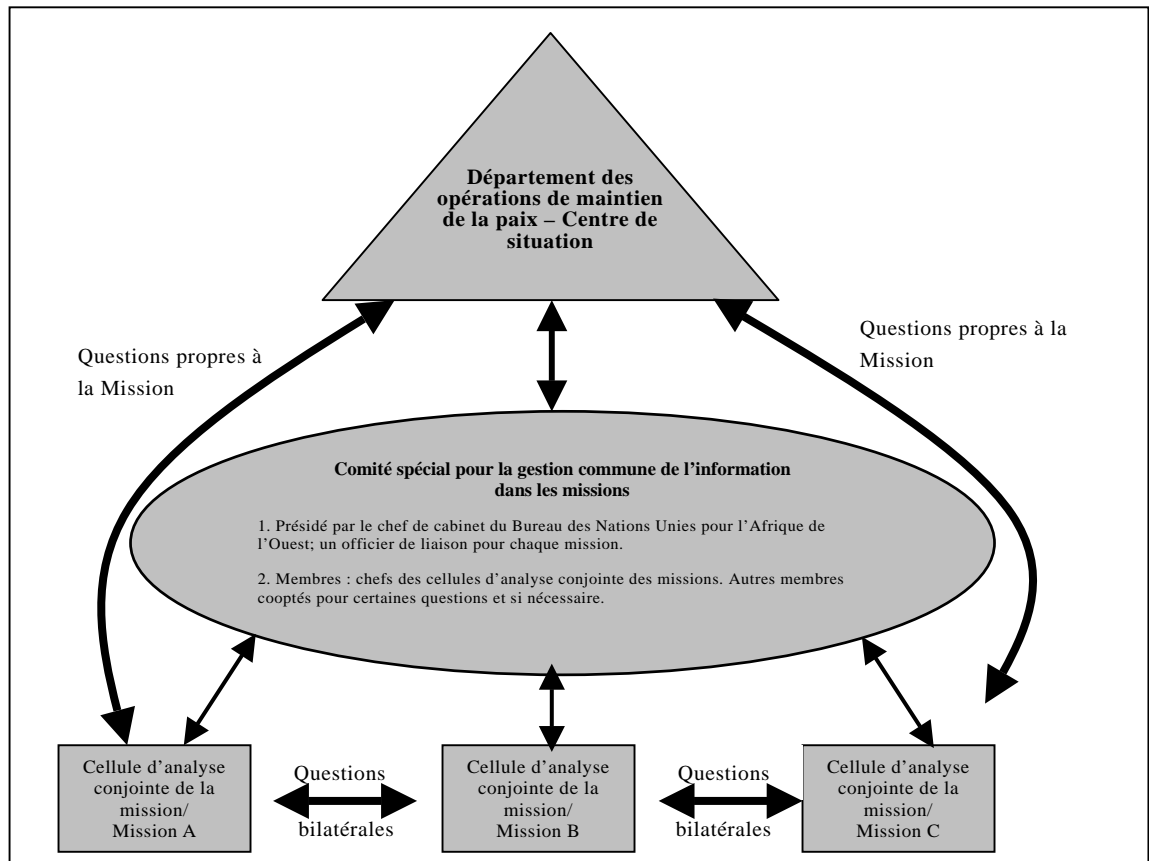 Département des
opérations de maintien
de la paix – Centre de
situation
Questions propres à
la Mission
Questions propres à la
Mission
Comité spécial pour la gestion commune de l'information
dans les missions
1. Présidé par le chef de cabinet du Bureau des Nations Unies pour l'Afrique de
l'Ouest; un officier de liaison pour chaque mission.
2. Membres : chefs des cellules d'analyse conjointe des missions. Autres membres
cooptés pour certaines questions et si nécessaire.
Cellule d'analyse
conjointe de la
mission/
Mission A
Questions
bilatérales
Cellule d'analyse
conjointe de la
mission/
Mission B
Questions
bilatérales
Cellule d'analyse
conjointe de la
mission/
Mission C